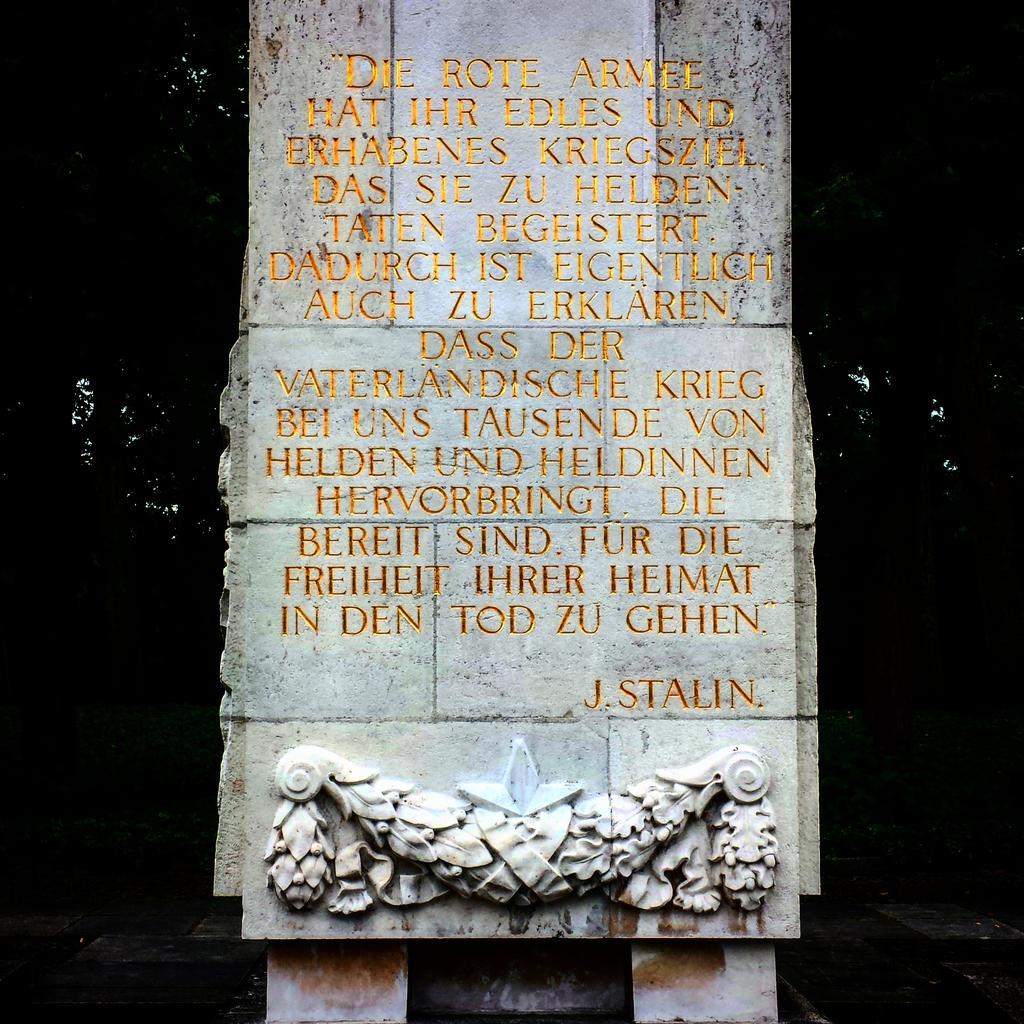 "DIE ROTE ARMEE
HAT IHR EDLES UND
ERHABENES KRIEGSZIEL,
DAS SIE ZU HELDEN-
TATEN BEGEISTERT.
DADURCH IST EIGENTLICH
AUCH ZU ERKLÄREN,
DASS DER
VATERLÄNDISCHE KRIEG
BEI UNS TAUSENDE VON
HELDEN UND HELDINNEN
HERVORBRINGT, DIE
BEREIT SIND, FÜR DIE
FREIHEIT IHRER HEIMAT
IN DEN TOD ZU GEHEN."
J. STALIN.